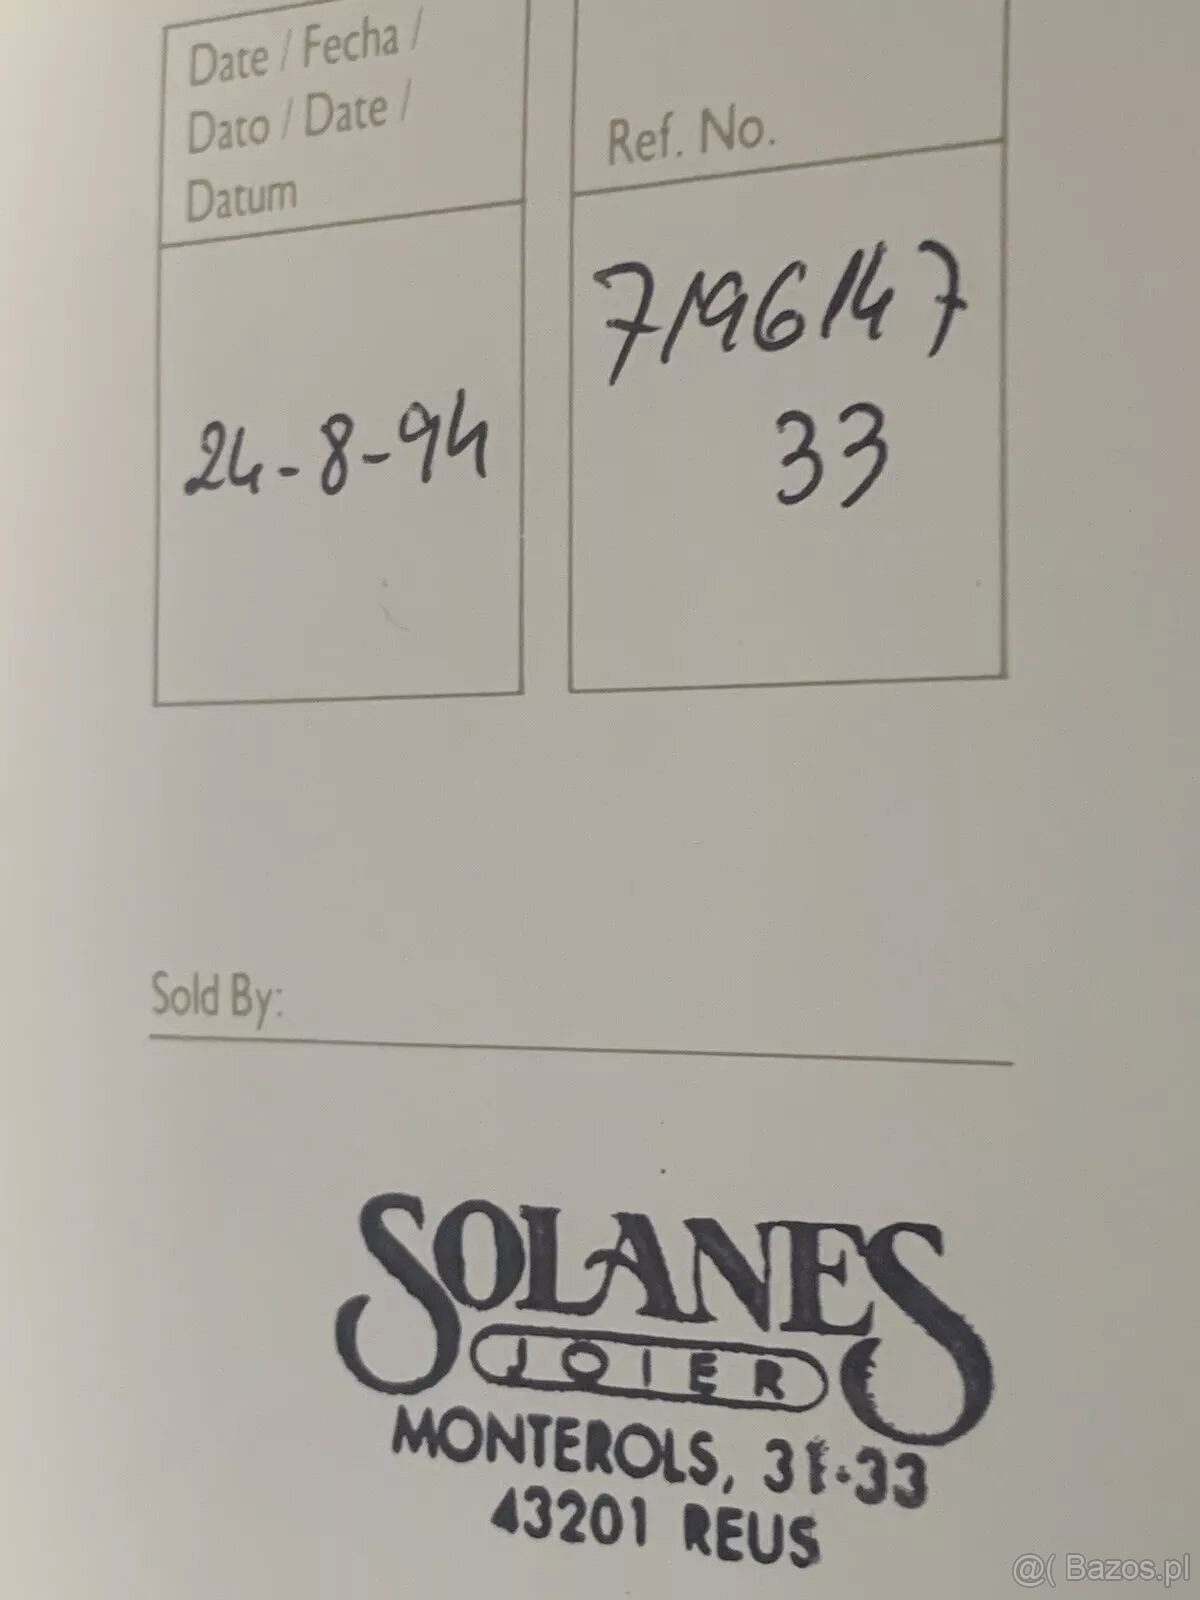 Date / Fecha /
Dato / Date /
Datum
Ref. No.
24-8-94
7196147
33
Sold By:
SOLANES
JOIER
MONTEROLS, 31-33
43201 REUS
@( Bazos.pl